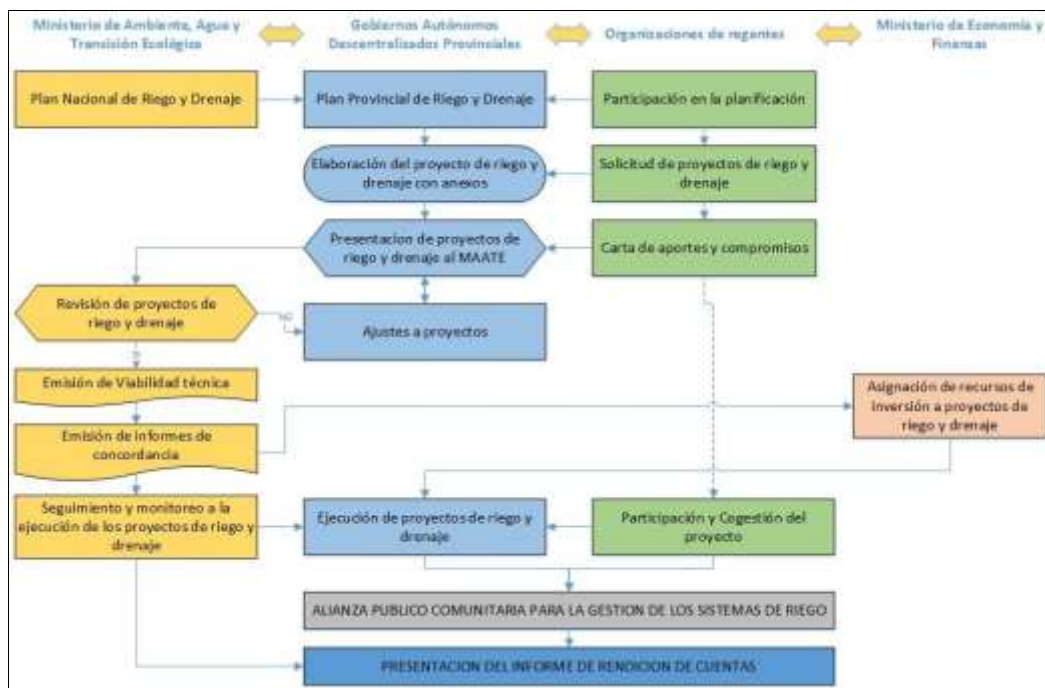 Ministerio de Ambiente, Agua y
Transición Ecológica
Gobiernos Autónomos
Descentralizados Provinciales
Organizaciones de regantes
Ministerio de Economía y
Finanzas
Plan Nacional de Riego y Drenaje
Plan Provincial de Riego y Drenaje
Participación en la planificación
Elaboración del proyecto de riego y
drenaje con anexos
Solicitud de proyectos de riego y
drenaje
Presentacion de proyectos de
riego y drenaje al MAATE
Carta de aportes y compromisos
Revisión de proyectos de
riego y drenaje
NO
Ajustes a proyectos
SI
Emisión de Viabilidad técnica
Asignación de recursos de
inversión a proyectos de
riego y drenaje
Emisión de informes de
concordancia
Seguimiento y monitoreo a la
ejecución de los proyectos de riego y
drenaje
Ejecución de proyectos de riego y
drenaje
Participación y Cogestión del
proyecto
ALIANZA PUBLICO COMUNITARIA PARA LA GESTION DE LOS SISTEMAS DE RIEGO
PRESENTACION DEL INFORME DE RENDICION DE CUENTAS